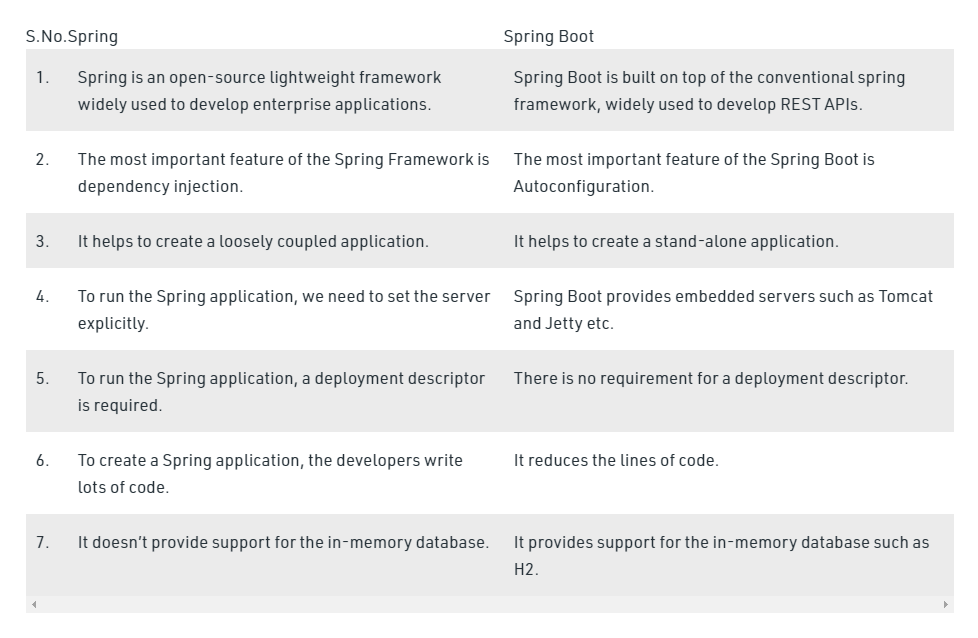 S.No.Spring Spring Boot
1. Spring is an open-source lightweight framework Spring Boot is built on top of the conventional spring
widely used to develop enterprise applications. framework, widely used to develop REST APIs.
2. The most important feature of the Spring Framework is The most important feature of the Spring Boot is
dependency injection. Autoconfiguration.
3. It helps to create a loosely coupled application. It helps to create a stand-alone application.
4. To run the Spring application, we need to set the server Spring Boot provides embedded servers such as Tomcat
explicitly. and Jetty etc.
5. To run the Spring application, a deployment descriptor There is no requirement for a deployment descriptor.
is required.
6. To create a Spring application, the developers write It reduces the lines of code.
lots of code.
7. It doesn’t provide support for the in-memory database. It provides support for the in-memory database such as
H2.